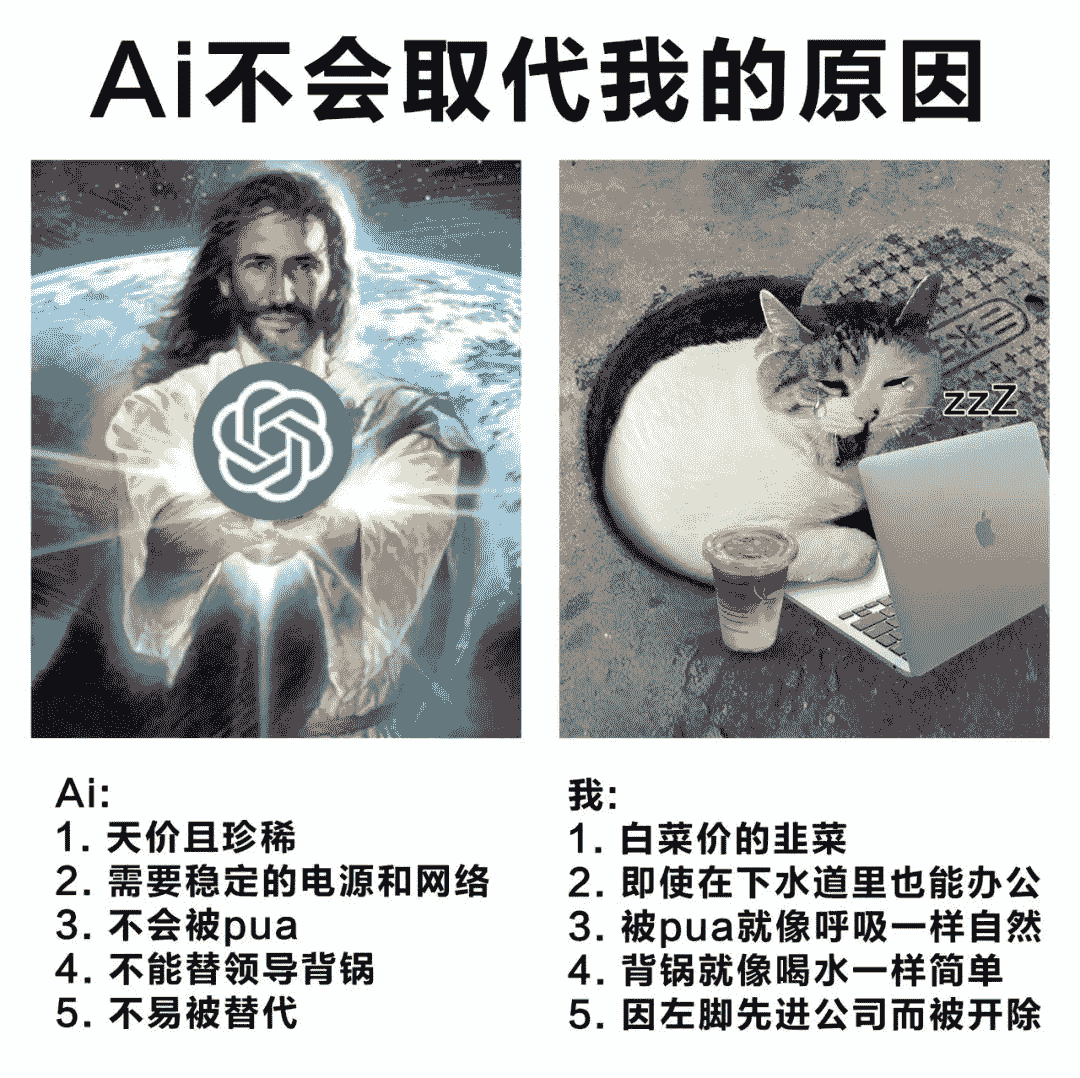 Ai不会取代我的原因
zzZ
Ai:
1. 天价且珍稀
2. 需要稳定的电源和网络
3. 不会被pua
4. 不能替领导背锅
5. 不易被替代
我:
1. 白菜价的韭菜
2. 即使在下水道里也能办公
3. 被pua就像呼吸一样自然
4. 背锅就像喝水一样简单
5. 因左脚先进公司而被开除